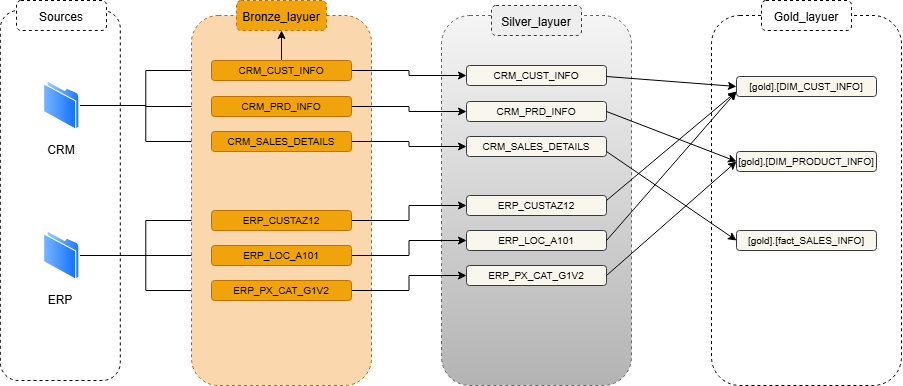 Sources
Bronze_layuer
Silver_layuer
Gold_layuer
CRM
ERP
CRM_CUST_INFO
CRM_PRD_INFO
CRM_SALES_DETAILS
ERP_CUSTAZ12
ERP_LOC_A101
ERP_PX_CAT_G1V2
CRM_CUST_INFO
CRM_PRD_INFO
CRM_SALES_DETAILS
ERP_CUSTAZ12
ERP_LOC_A101
ERP_PX_CAT_G1V2
[gold].[DIM_CUST_INFO]
[gold].[DIM_PRODUCT_INFO]
[gold].[fact_SALES_INFO]